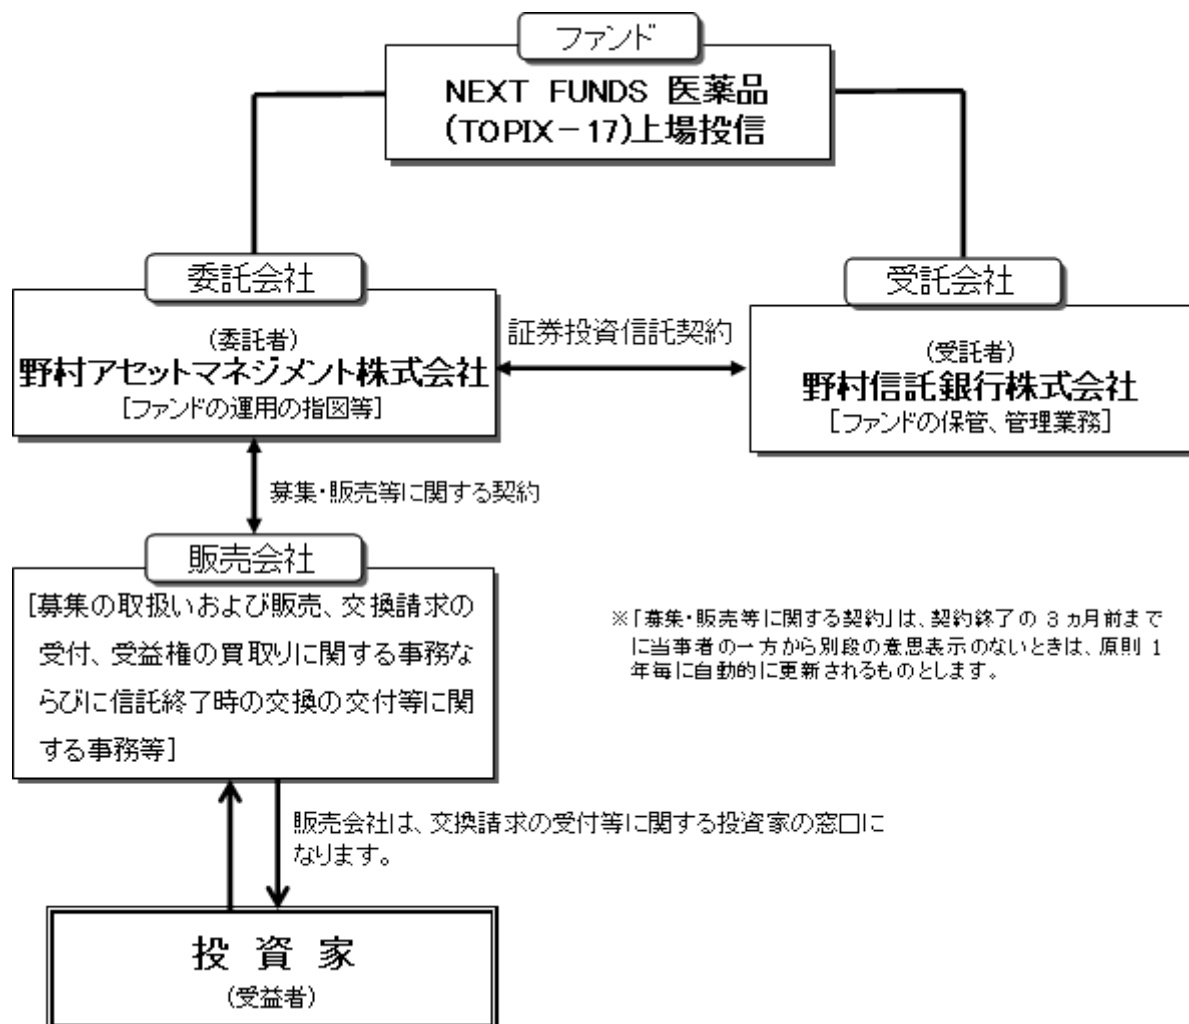 ファンド
NEXT FUNDS 医薬品
(TOPIX－17)上場投信
委託会社
(委託者)
野村アセットマネジメント株式会社
[ファンドの運用の指図等]
証券投資信託契約
受託会社
(受託者)
野村信託銀行株式会社
[ファンドの保管、管理業務]
募集・販売等に関する契約
販売会社
[募集の取扱いおよび販売、交換請求の
受付、受益権の買取りに関する事務な
らびに信託終了時の交換の交付等に関
する事務等]
※「募集・販売等に関する契約」は、契約終了の 3 ヵ月前まで
に当事者の一方から別段の意思表示のないときは、原則 1
年毎に自動的に更新されるものとします。
販売会社は、交換請求の受付等に関する投資家の窓口に
なります。
投 資 家
(受益者)